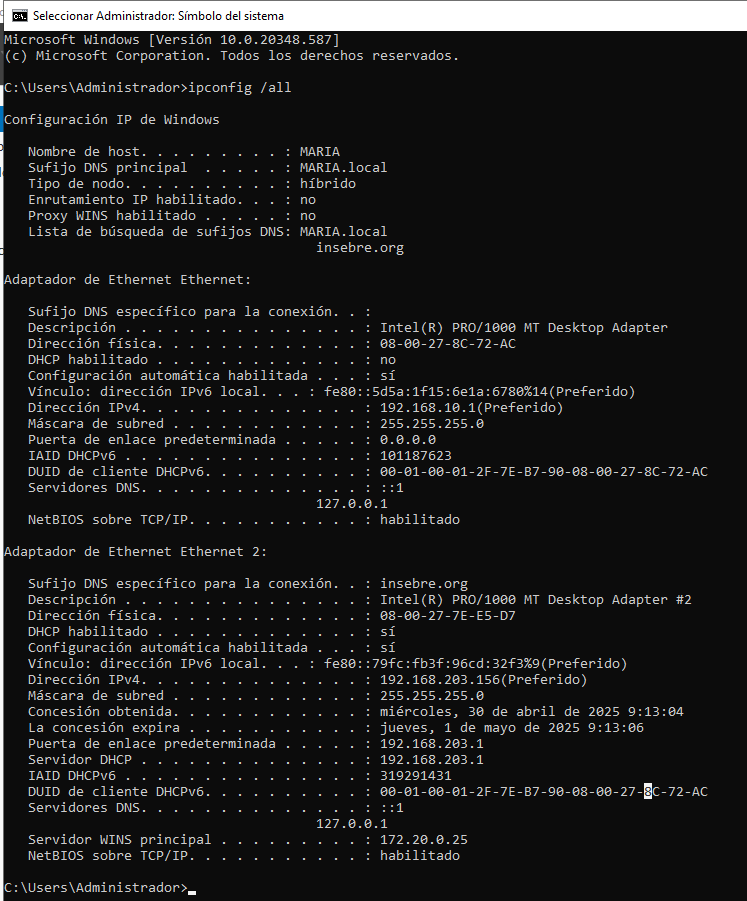 Seleccionar Administrador: Símbolo del sistema
Microsoft Windows [Versión 10.0.20348.587]
(c) Microsoft Corporation. Todos los derechos reservados.
C:\Users\Administrador>ipconfig /all
Configuración IP de Windows
Nombre de host. . . . . . . . . : MARIA
Sufijo DNS principal  . . . . . : MARIA.local
Tipo de nodo. . . . . . . . . . : híbrido
Enrutamiento IP habilitado. . . : no
Proxy WINS habilitado . . . . . : no
Lista de búsqueda de sufijos DNS: MARIA.local
insebre.org
Adaptador de Ethernet Ethernet:
Sufijo DNS específico para la conexión. . :
Descripción . . . . . . . . . . . . . . . : Intel(R) PRO/1000 MT Desktop Adapter
Dirección física. . . . . . . . . . . . . : 08-00-27-8C-72-AC
DHCP habilitado . . . . . . . . . . . . . : no
Configuración automática habilitada . . . : sí
Vínculo: dirección IPv6 local. . . : fe80::5d5a:1f15:6e1a:6780%14(Preferido)
Dirección IPv4. . . . . . . . . . . . . . : 192.168.10.1(Preferido)
Máscara de subred . . . . . . . . . . . . : 255.255.255.0
Puerta de enlace predeterminada . . . . . : 0.0.0.0
IAID DHCPv6 . . . . . . . . . . . . . . . : 101187623
DUID de cliente DHCPv6. . . . . . . . . . : 00-01-00-01-2F-7E-B7-90-08-00-27-8C-72-AC
Servidores DNS. . . . . . . . . . . . . . : ::1
127.0.0.1
NetBIOS sobre TCP/IP. . . . . . . . . . . : habilitado
Adaptador de Ethernet Ethernet 2:
Sufijo DNS específico para la conexión. . : insebre.org
Descripción . . . . . . . . . . . . . . . : Intel(R) PRO/1000 MT Desktop Adapter #2
Dirección física. . . . . . . . . . . . . : 08-00-27-7E-E5-D7
DHCP habilitado . . . . . . . . . . . . . : sí
Configuración automática habilitada . . . : sí
Vínculo: dirección IPv6 local. . . : fe80::79fc:fb3f:96cd:32f3%9(Preferido)
Dirección IPv4. . . . . . . . . . . . . . : 192.168.203.156(Preferido)
Máscara de subred . . . . . . . . . . . . : 255.255.255.0
Concesión obtenida. . . . . . . . . . . . : miércoles, 30 de abril de 2025 9:13:04
La concesión expira . . . . . . . . . . . : jueves, 1 de mayo de 2025 9:13:06
Puerta de enlace predeterminada . . . . . : 192.168.203.1
Servidor DHCP . . . . . . . . . . . . . . : 192.168.203.1
IAID DHCPv6 . . . . . . . . . . . . . . . : 319291431
DUID de cliente DHCPv6. . . . . . . . . . : 00-01-00-01-2F-7E-B7-90-08-00-27-8C-72-AC
Servidores DNS. . . . . . . . . . . . . . : ::1
127.0.0.1
Servidor WINS principal . . . . . . . . . : 172.20.0.25
NetBIOS sobre TCP/IP. . . . . . . . . . . : habilitado
C:\Users\Administrador>